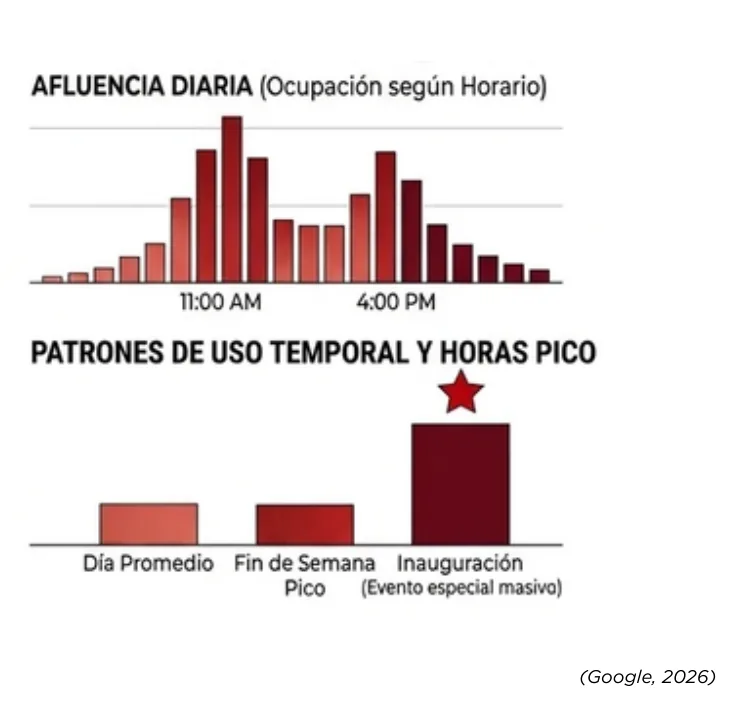 AFLUENCIA DIARIA (Ocupación según Horario)
11:00 AM 4:00 PM
PATRONES DE USO TEMPORAL Y HORAS PICO
Día Promedio Fin de Semana Inauguración
Pico (Evento especial masivo)
(Google, 2026)